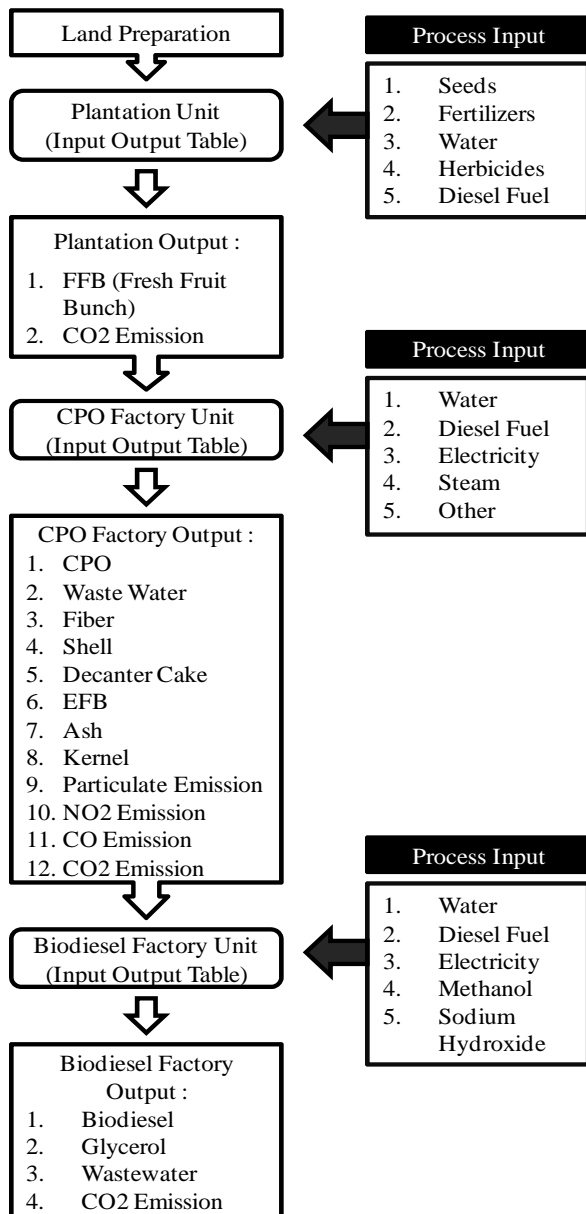 Land Preparation
Process Input
Plantation Unit
(Input Output Table)
1. Seeds
2. Fertilizers
3. Water
4. Herbicides
5. Diesel Fuel
Plantation Output :
1. FFB (Fresh Fruit
Bunch)
2. CO2 Emission
Process Input
CPO Factory Unit
(Input Output Table)
1. Water
2. Diesel Fuel
3. Electricity
4. Steam
5. Other
CPO Factory Output :
1. CPO
2. Waste Water
3. Fiber
4. Shell
5. Decanter Cake
6. EFB
7. Ash
8. Kernel
9. Particulate Emission
10. NO2 Emission
11. CO Emission
12. CO2 Emission
Process Input
Biodiesel Factory Unit
(Input Output Table)
1. Water
2. Diesel Fuel
3. Electricity
4. Methanol
5. Sodium
Hydroxide
Biodiesel Factory
Output :
1. Biodiesel
2. Glycerol
3. Wastewater
4. CO2 Emission